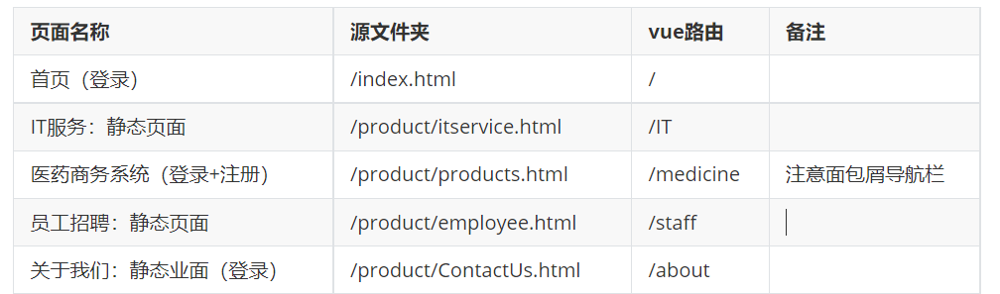 页面名称 源文件夹 vue路由 备注
首页（登录） /index.html /
IT服务：静态页面 /product/itservice.html /IT
医药商务系统（登录+注册） /product/products.html /medicine 注意面包屑导航栏
员工招聘：静态页面 /product/employee.html /staff
关于我们：静态业面（登录） /product/ContactUs.html /about